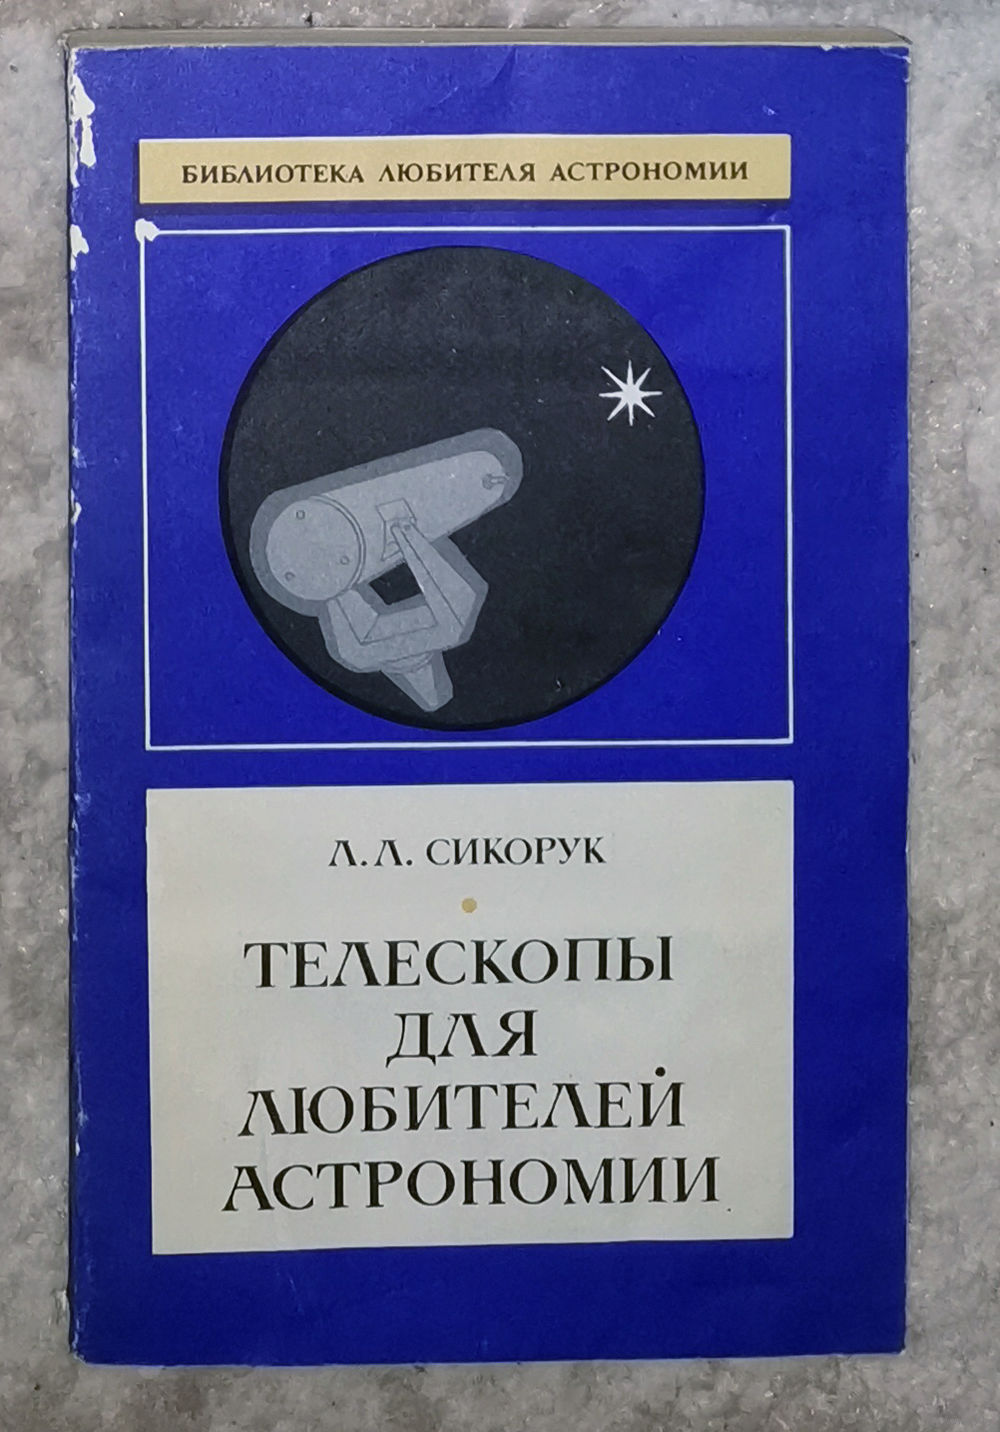 БИБЛИОТЕКА ЛЮБИТЕЛЯ АСТРОНОМИИ
Л. Л. СИКОРУК
ТЕЛЕСКОПЫ
ДЛЯ
ЛЮБИТЕЛЕЙ
АСТРОНОМИИ